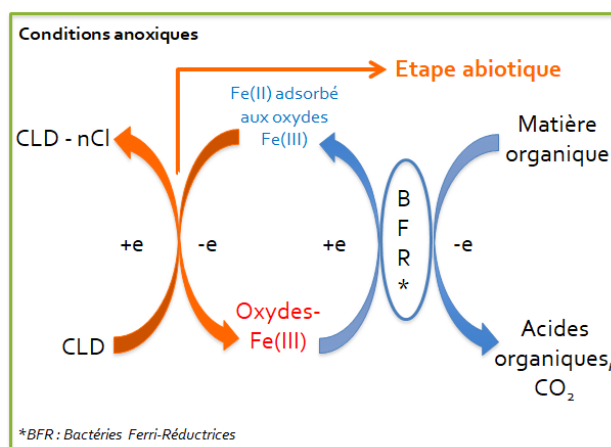 Conditions anoxiques
Etape abiotique
Fe(II) adsorbé
aux oxydes
Fe(III)
CLD - nCl
Matière
organique
B
F
R
*
+e
-e
+e
-e
CLD
Oxydes-
Fe(III)
Acides
organiques,
CO₂
*BFR : Bactéries Ferri-Réductrices